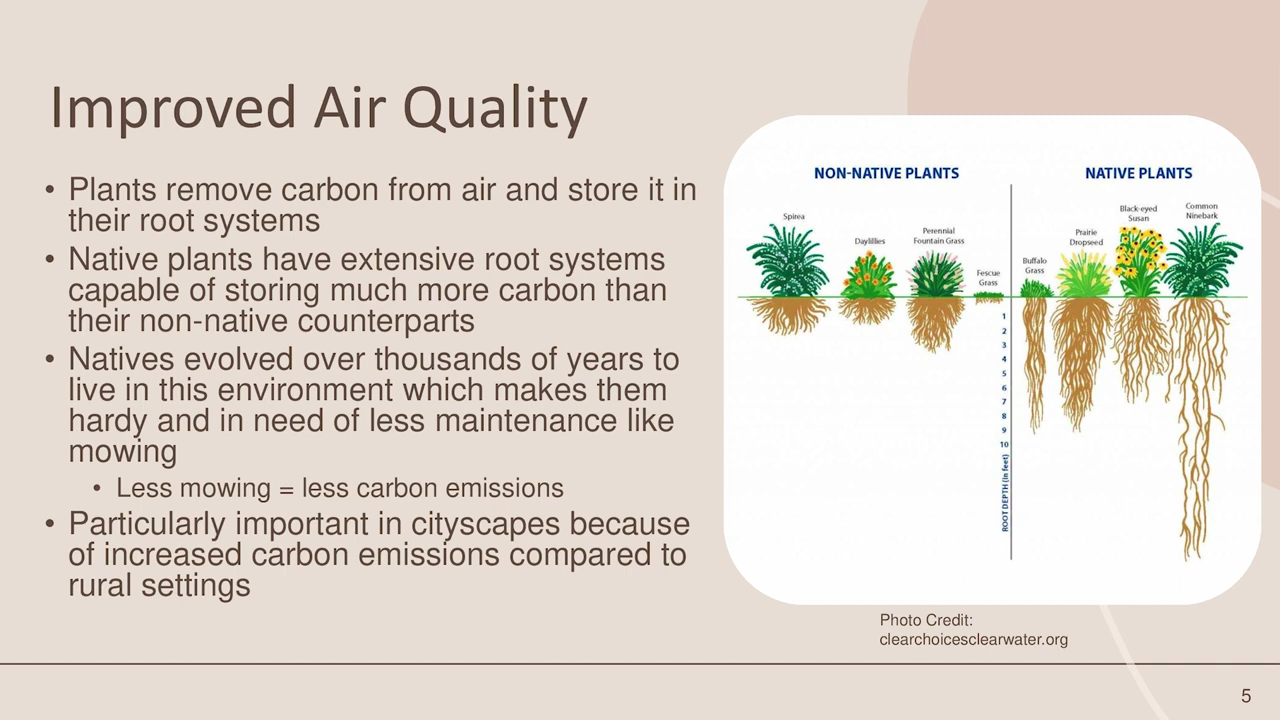 Improved Air Quality
• Plants remove carbon from air and store it in
their root systems
• Native plants have extensive root systems
capable of storing much more carbon than
their non-native counterparts
• Natives evolved over thousands of years to
live in this environment which makes them
hardy and in need of less maintenance like
mowing
• Less mowing = less carbon emissions
• Particularly important in cityscapes because
of increased carbon emissions compared to
rural settings
NON-NATIVE PLANTS
NATIVE PLANTS
Spirea
Daylillies
Perennial
Fountain Grass
Fescue
Grass
Buffalo
Grass
Prairie
Dropseed
Black-eyed
Susan
Common
Ninebark
1
2
3
4
5
6
7
8
9
10
ROOT DEPTH (in feet)
Photo Credit:
clearchoicesclearwater.org
5